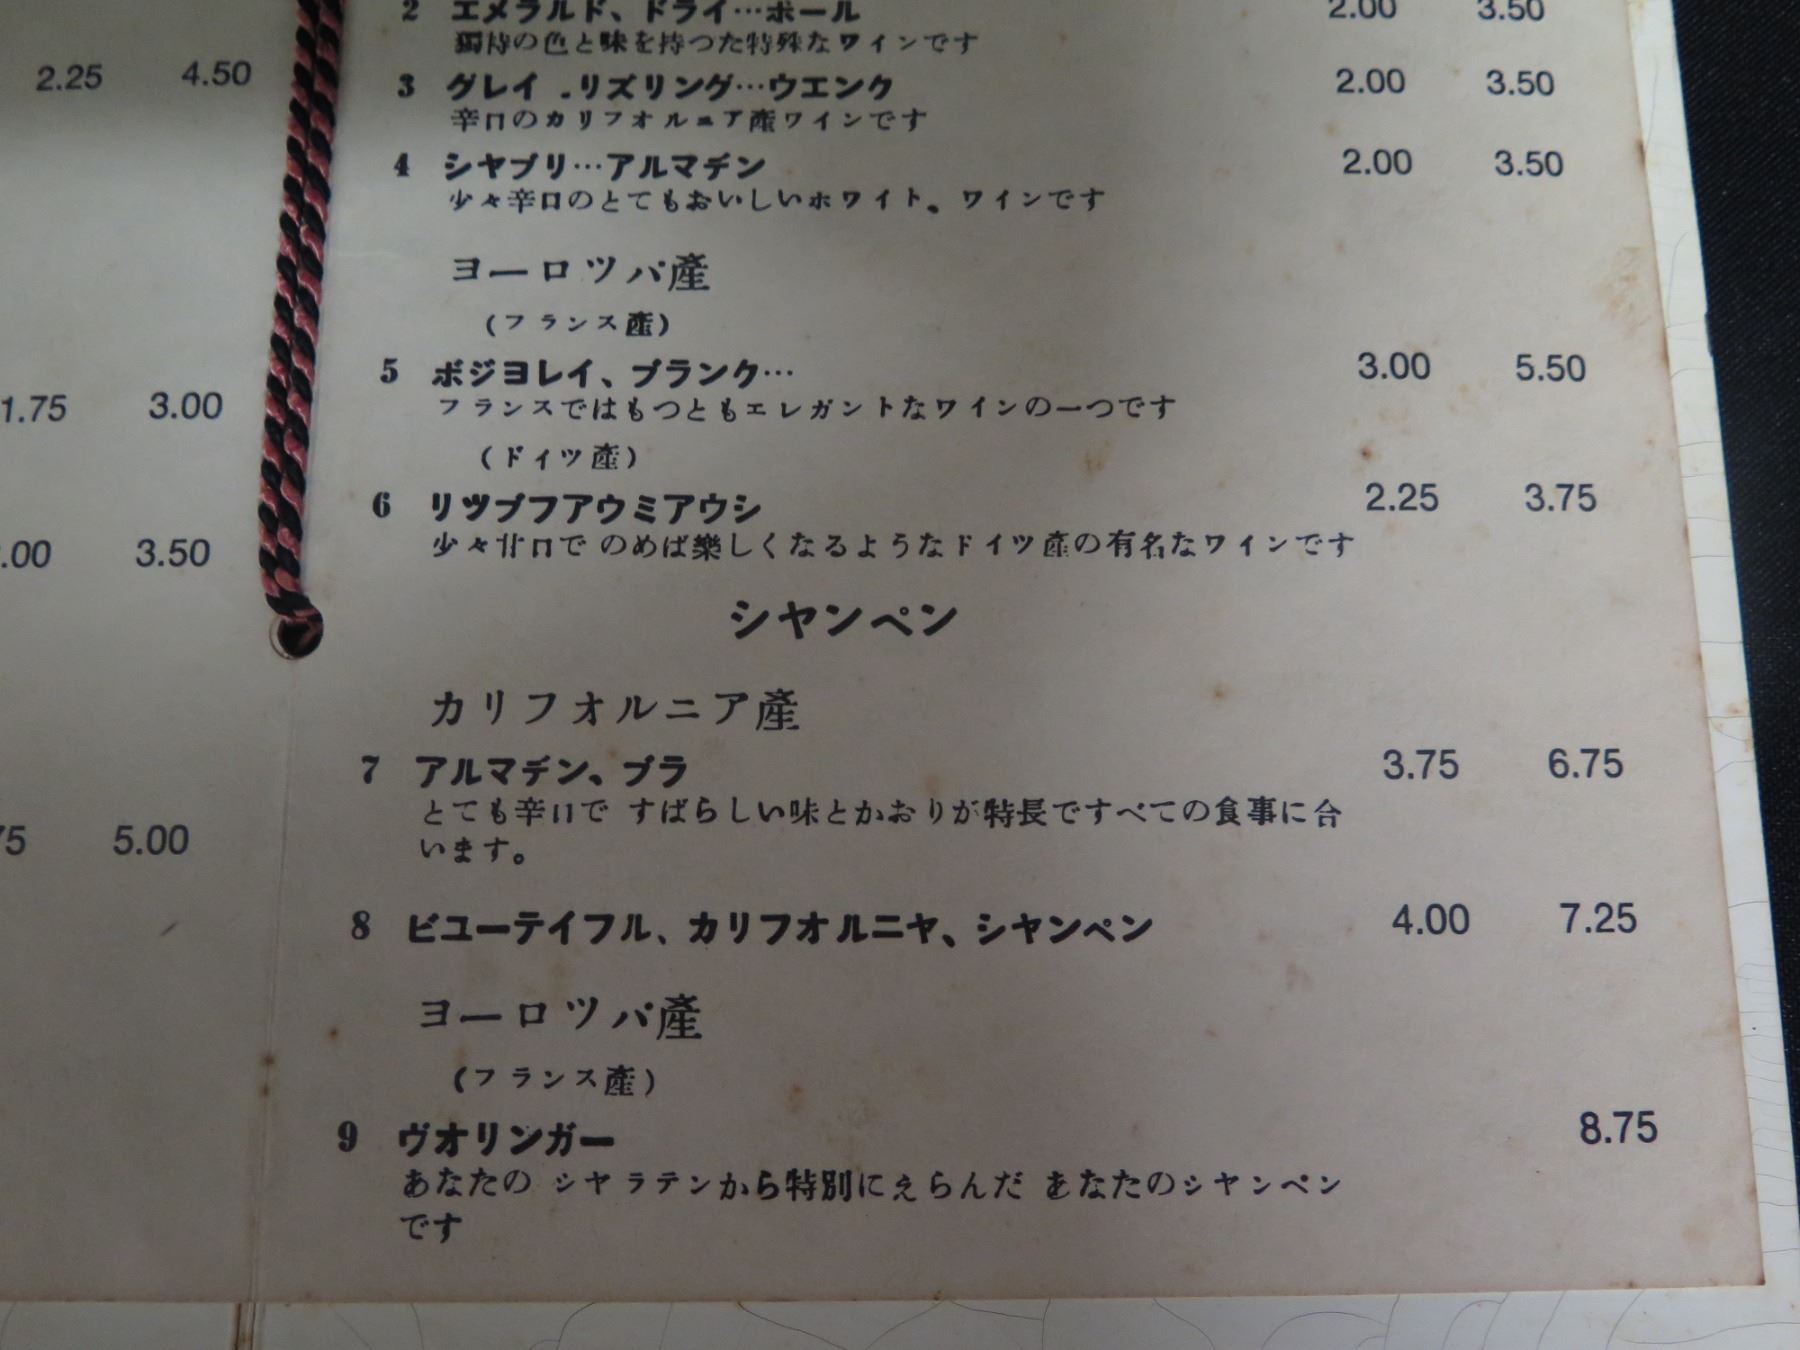 2.25 4.50
1.75 3.00
.00 3.50
75 5.00
2 エメラルド、ドライ…ポール 2.00 3.50
獨特の色と味を持つた特殊なワインです
3 グレイ .リズリング…ウエンク 2.00 3.50
辛口のカリフオルニア産ワインです
4 シヤブリ…アルマデン 2.00 3.50
少々辛口のとてもおいしいホワイト。ワインです
ヨーロツパ產
(フランス產)
5 ボジヨレイ、ブランク… 3.00 5.50
フランスではもつともエレガントなワインの一つです
(ドイツ產)
6 リツブフアウミアウシ 2.25 3.75
少々甘口で のめば樂しくなるようなドイツ産の有名なワインです
シヤンペン
カリフオルニア產
7 アルマデン、ブラ 3.75 6.75
とても辛口で すばらしい味とかおりが特長ですべての食事に合
います。
8 ビユーテイフル、カリフオルニヤ、シヤンペン 4.00 7.25
ヨーロツパ產
(フランス產)
9 ヴオリンガー 8.75
あなたの シヤラテンから特別にえらんだ あなたのシヤンペン
です